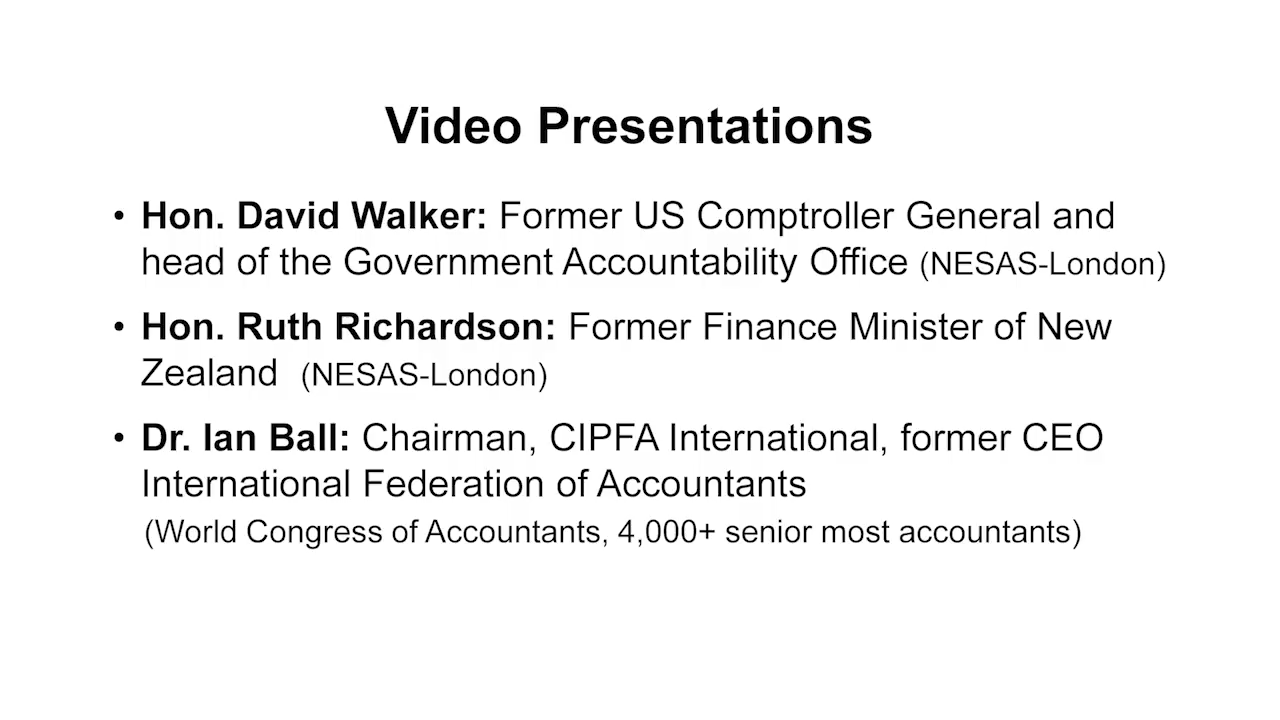 Video Presentations
• Hon. David Walker: Former US Comptroller General and
head of the Government Accountability Office (NESAS-London)
• Hon. Ruth Richardson: Former Finance Minister of New
Zealand (NESAS-London)
• Dr. Ian Ball: Chairman, CIPFA International, former CEO
International Federation of Accountants
(World Congress of Accountants, 4,000+ senior most accountants)